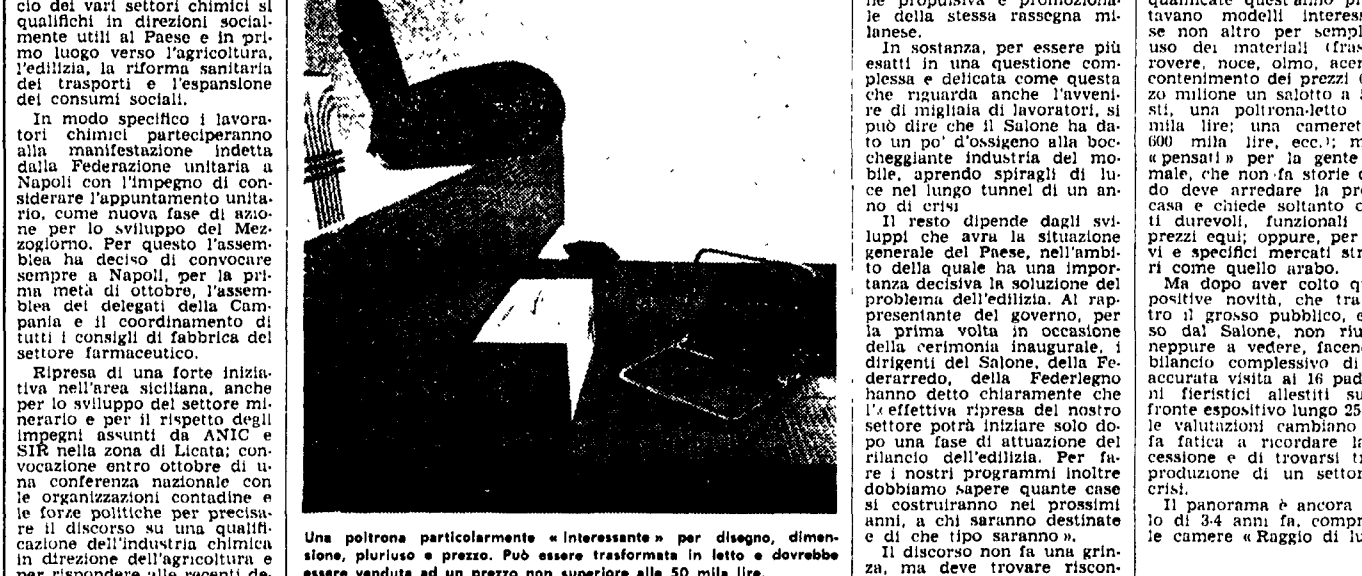 cio dei vari settori chimici si
qualifichi in direzioni social-
mente utili al Paese e in pri-
mo luogo verso l'agricoltura,
l'edilizia, la riforma sanitaria
dei trasporti e l'espansione
dei consumi sociali.
In modo specifico i lavora-
tori chimici parteciperanno
alla manifestazione indetta
dalla Federazione unitaria a
Napoli con l'impegno di con-
siderare l'appuntamento unita-
rio, come nuova fase di azio-
ne per lo sviluppo del Mez-
zogiorno. Per questo l'assem-
blea ha deciso di convocare
sempre a Napoli, per la pri-
ma metà di ottobre, l'assem-
blea dei delegati della Cam-
pania e il coordinamento di
tutti i consigli di fabbrica del
settore farmaceutico.
Ripresa di una forte inizia-
tiva nell'area siciliana, anche
per lo sviluppo del settore mi-
nerario e per il rispetto degli
impegni assunti da ANIC e
SIR nella zona di Licata; con-
vocazione entro ottobre di u-
na conferenza nazionale con
le organizzazioni contadine e
le forze politiche per precisa-
re il discorso su una qualifi-
cazione dell'industria chimica
in direzione dell'agricoltura e
per rispondere alle recenti de-
Una poltrona particolarmente « interessante » per disegno, dimen-
sione, pluriuso e prezzo. Può essere trasformata in letto e dovrebbe
essere venduta ad un prezzo non superiore alle 50 mila lire.
ne propulsiva e promoziona-
le della stessa rassegna mi-
lanese.
In sostanza, per essere più
esatti in una questione com-
plessa e delicata come questa
che riguarda anche l'avveni-
re di migliaia di lavoratori, si
può dire che il Salone ha da-
to un po' d'ossigeno alla boc-
cheggiante industria del mo-
bile, aprendo spiragli di lu-
ce nel lungo tunnel di un an-
no di crisi
Il resto dipende dagli svi-
luppi che avra la situazione
generale del Paese, nell'ambi-
to della quale ha una impor-
tanza decisiva la soluzione del
problema dell'edilizia. Al rap-
presentante del governo, per
la prima volta in occasione
della cerimonia inaugurale, i
dirigenti del Salone, della Fe-
derarredo, della Federlegno
hanno detto chiaramente che
l'« effettiva ripresa del nostro
settore potrà iniziare solo do-
po una fase di attuazione del
rilancio dell'edilizia. Per fa-
re i nostri programmi inoltre
dobbiamo sapere quante case
si costruiranno nei prossimi
anni, a chi saranno destinate
e di che tipo saranno ».
Il discorso non fa una grin-
za, ma deve trovare riscon-
qualificate quest'anno
tavano modelli interes
se non altro per sempl
uso dei materiali (fras
rovere, noce, olmo, acer
contenimento dei prezzi
zo milione un salotto a
sti, una poltrona-letto
mila lire; una cameret
600 mila lire, ecc.); m
« pensati » per la gente
male, che non fa storie
do deve arredare la pr
casa e chiede soltanto
ti durevoli, funzionali
prezzi equi; oppure, per
vi e specifici mercati str
ri come quello arabo.
Ma dopo aver colto q
positive novità, che tra
tro il grosso pubblico, e
so dal Salone, non riu
neppure a vedere, facen
bilancio complessivo di
accurata visita ai 16 pad
ni fieristici allestiti su
fronte espositivo lungo 25
le valutazioni cambiano
fa fatica a ricordare la
cessione e di trovarsi t
produzione di un settor
crisi.
Il panorama è ancora
lo di 3-4 anni fa, compr
le camere « Raggio di lu